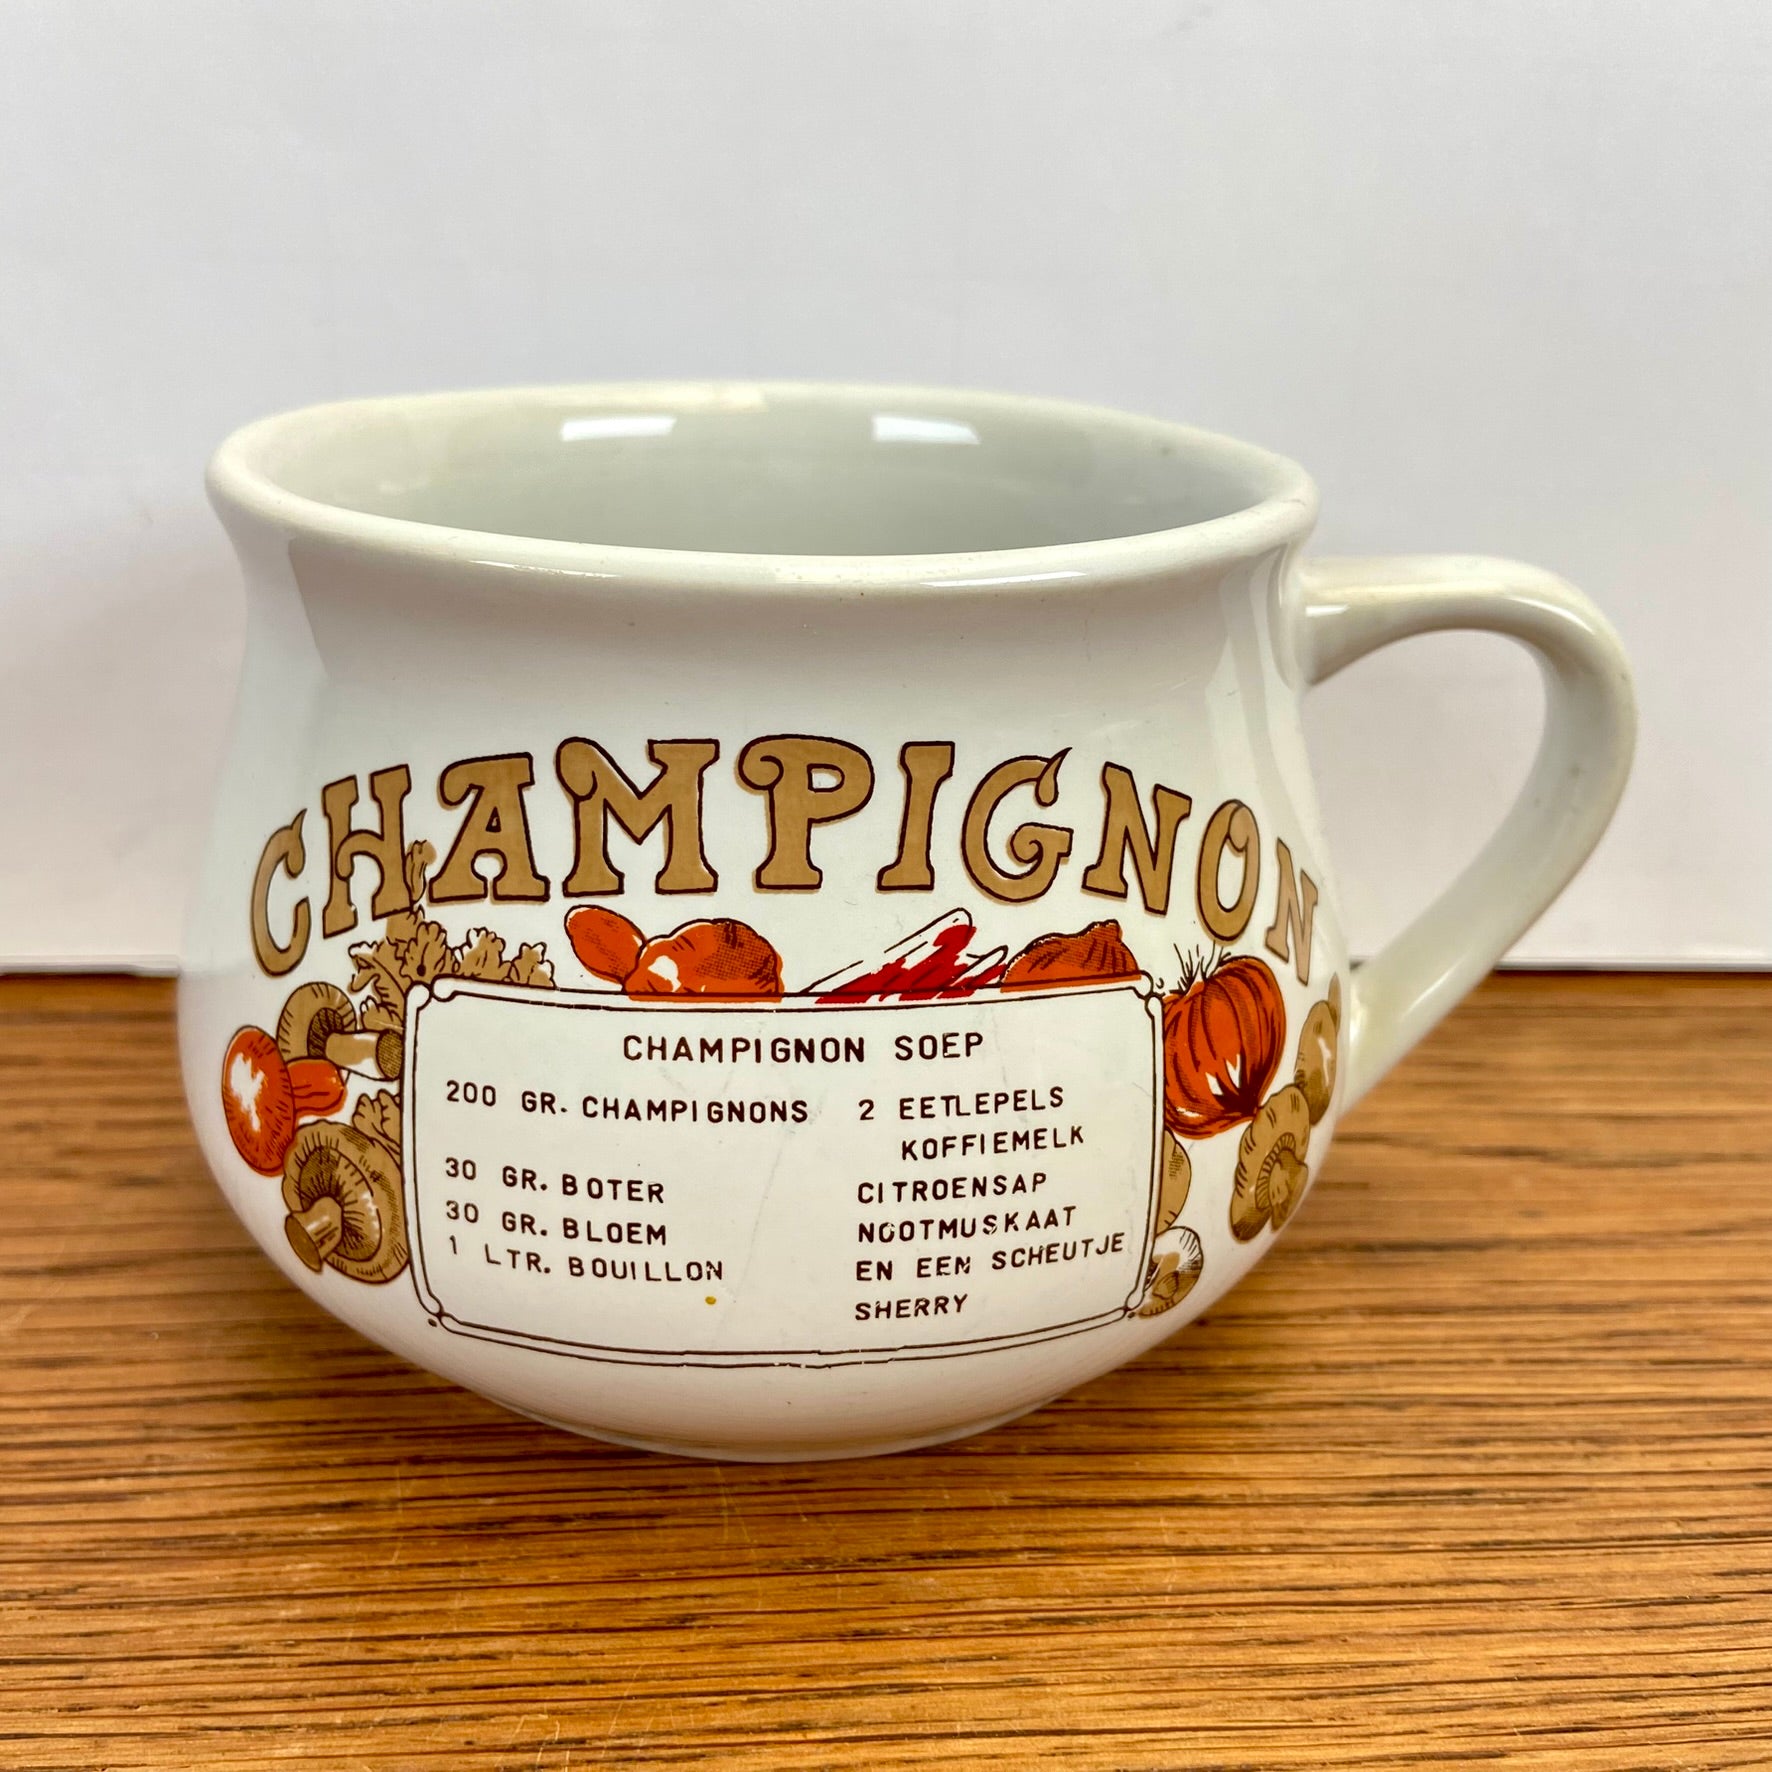 CHAMPIGNON
CHAMPIGNON SOEP
200 GR. CHAMPIGNONS
30 GR. BOTER
30 GR. BLOEM
1 LTR. BOUILLON
2 EETLEPELS
KOFFIEMELK
CITROENSAP
NOOTMUSKAAT
EN EEN SCHEUTJE
SHERRY